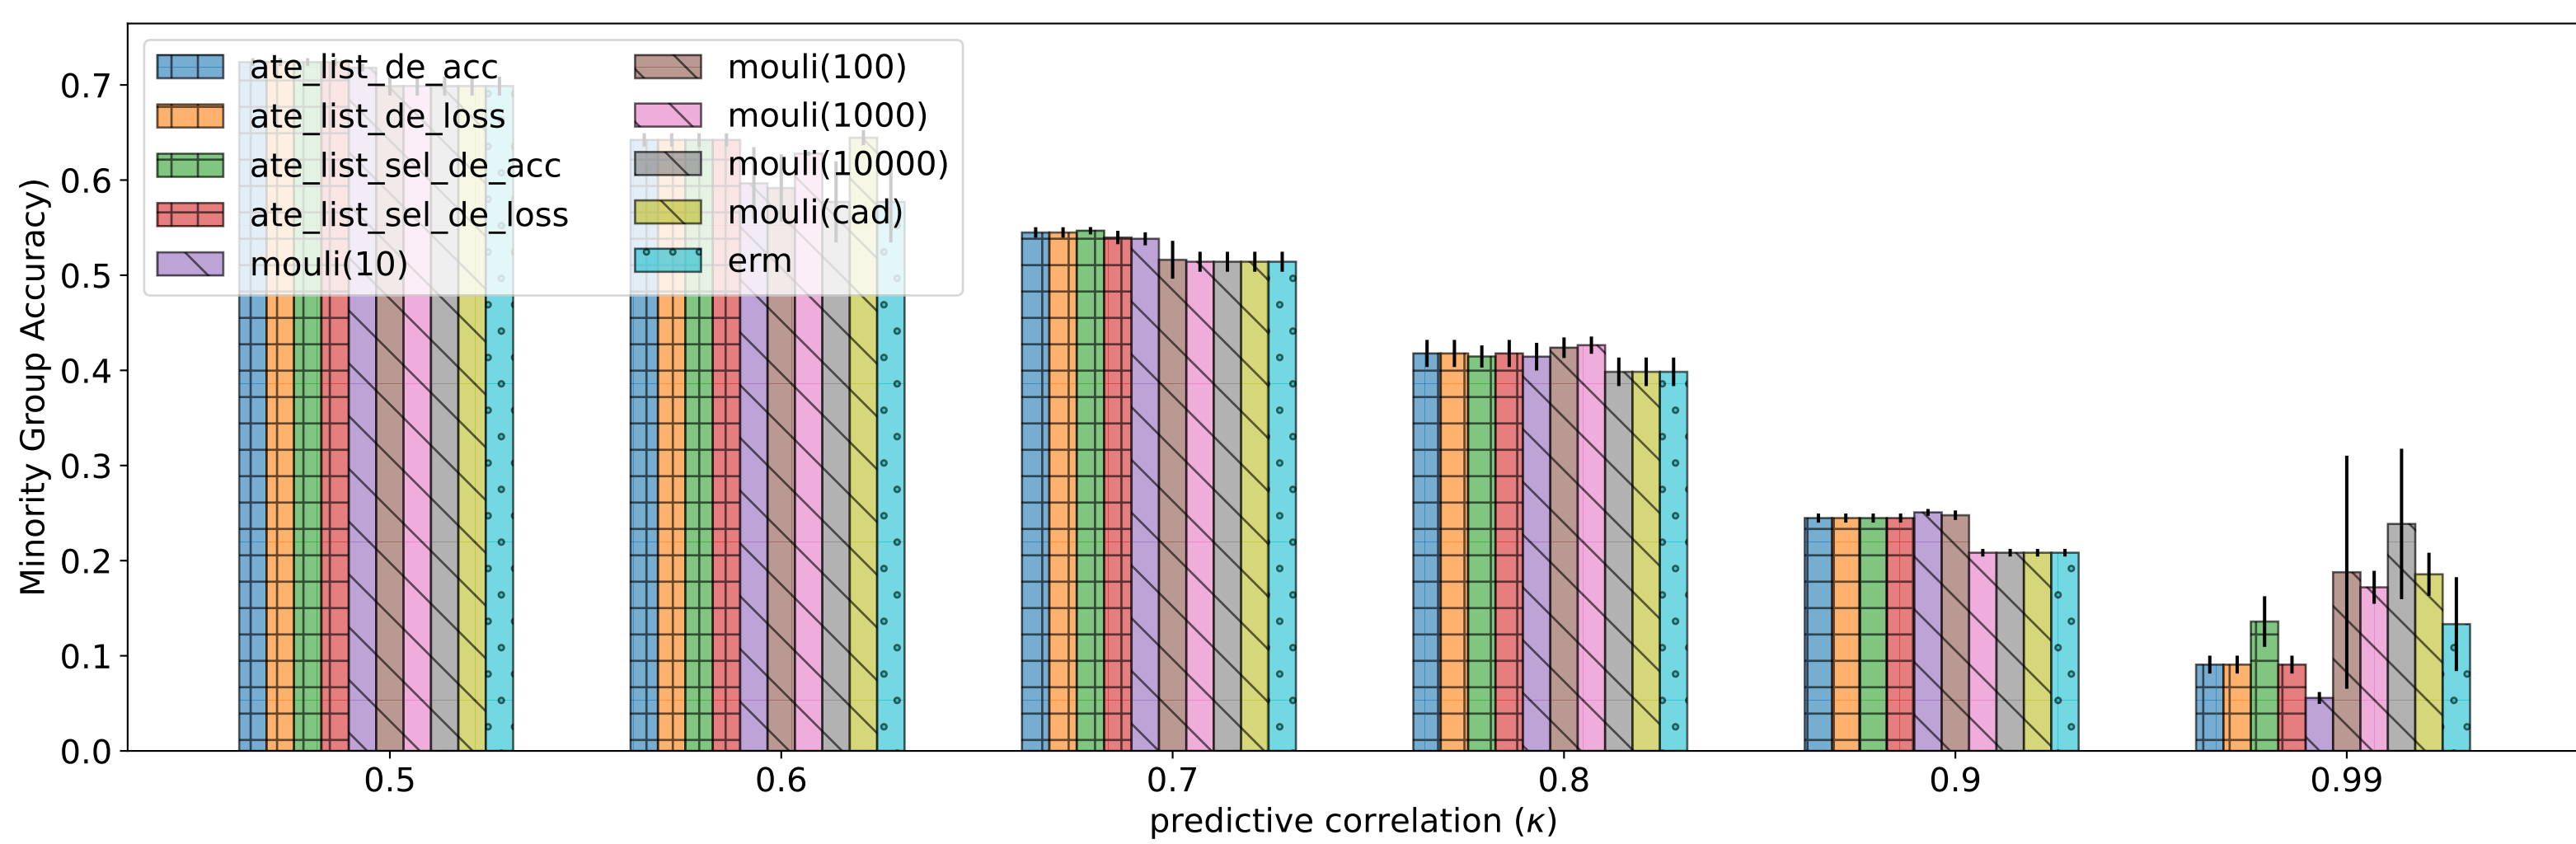 Minority Group Accuracy)
0.7
0.6
0.5
0.4
0.3
0.2
0.1
0.0
ate_list_de_acc
ate_list_de_loss
ate_list_sel_de_acc
ate_list_sel_de_loss
mouli(10)
mouli(100)
mouli(1000)
mouli(10000)
mouli(cad)
erm
0.5 0.6 0.7 0.8 0.9 0.99
predictive correlation (κ)